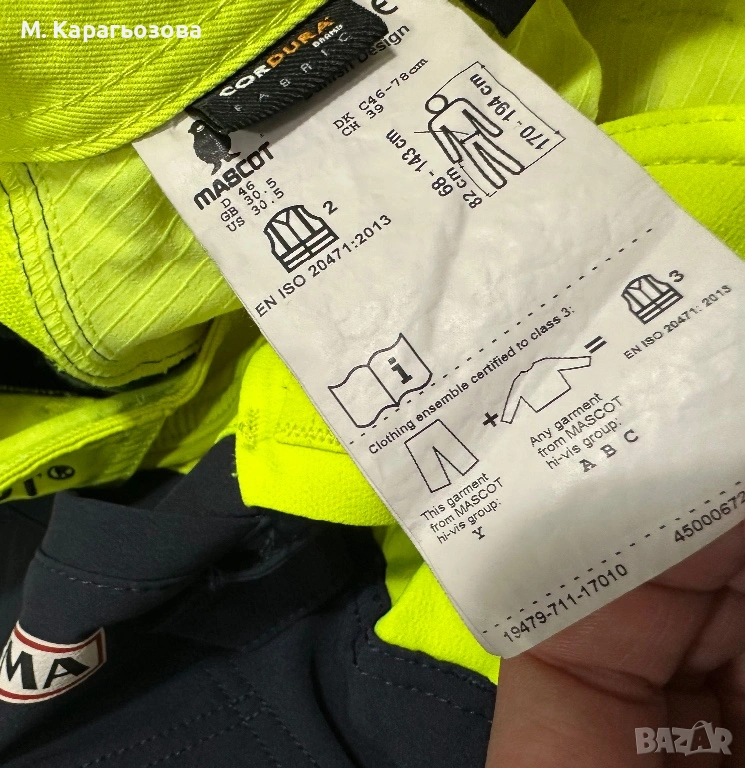 М. Карагьозова
CORDURA
BRAND
FABRIC
Design
MASCOT
D 46
GB 30.5
US 30.5
DK C46-78cm
CH 39
68 - 143 cm
82 cm
170 - 194 cm
2
EN ISO 20471:2013
i
Clothing ensemble certified to class 3:
+
=
3
EN ISO 20471: 2013
This garment
from MASCOT
hi-vis group:
Y
Any garment
from MASCOT
hi-vis group:
A B C
19479-711-17010
45000672
MA
BAZAR